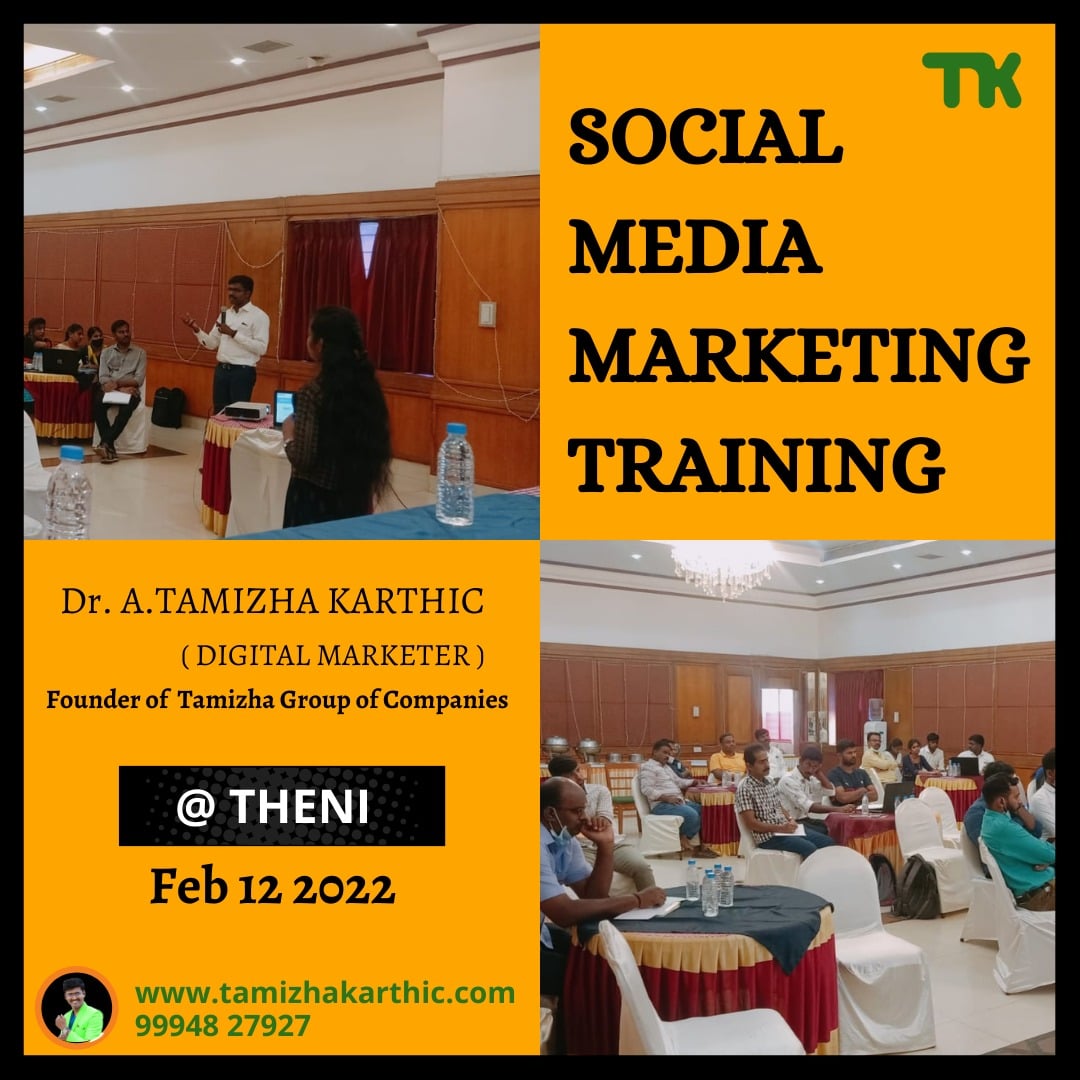 TK
SOCIAL
MEDIA
MARKETING
TRAINING
Dr. A.TAMIZHA KARTHIC
( DIGITAL MARKETER )
Founder of Tamizha Group of Companies
@ THENI
Feb 12 2022
www.tamizhakarthic.com
99948 27927